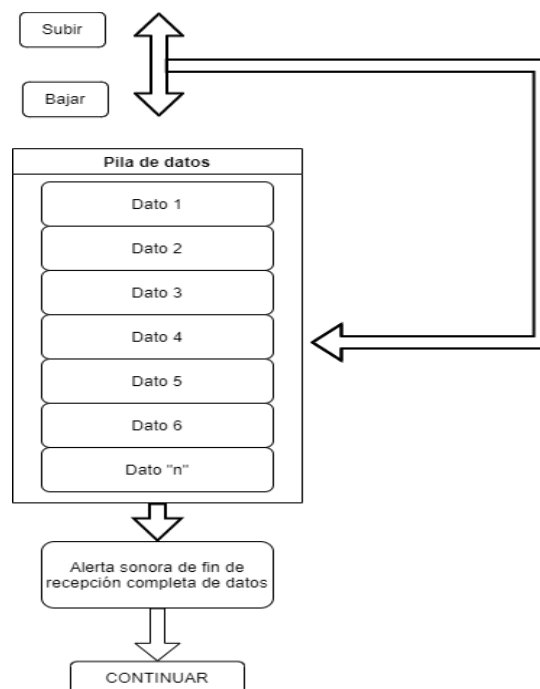 Subir
Bajar
Pila de datos
Dato 1
Dato 2
Dato 3
Dato 4
Dato 5
Dato 6
Dato "n"
Alerta sonora de fin de
recepción completa de datos
CONTINUAR